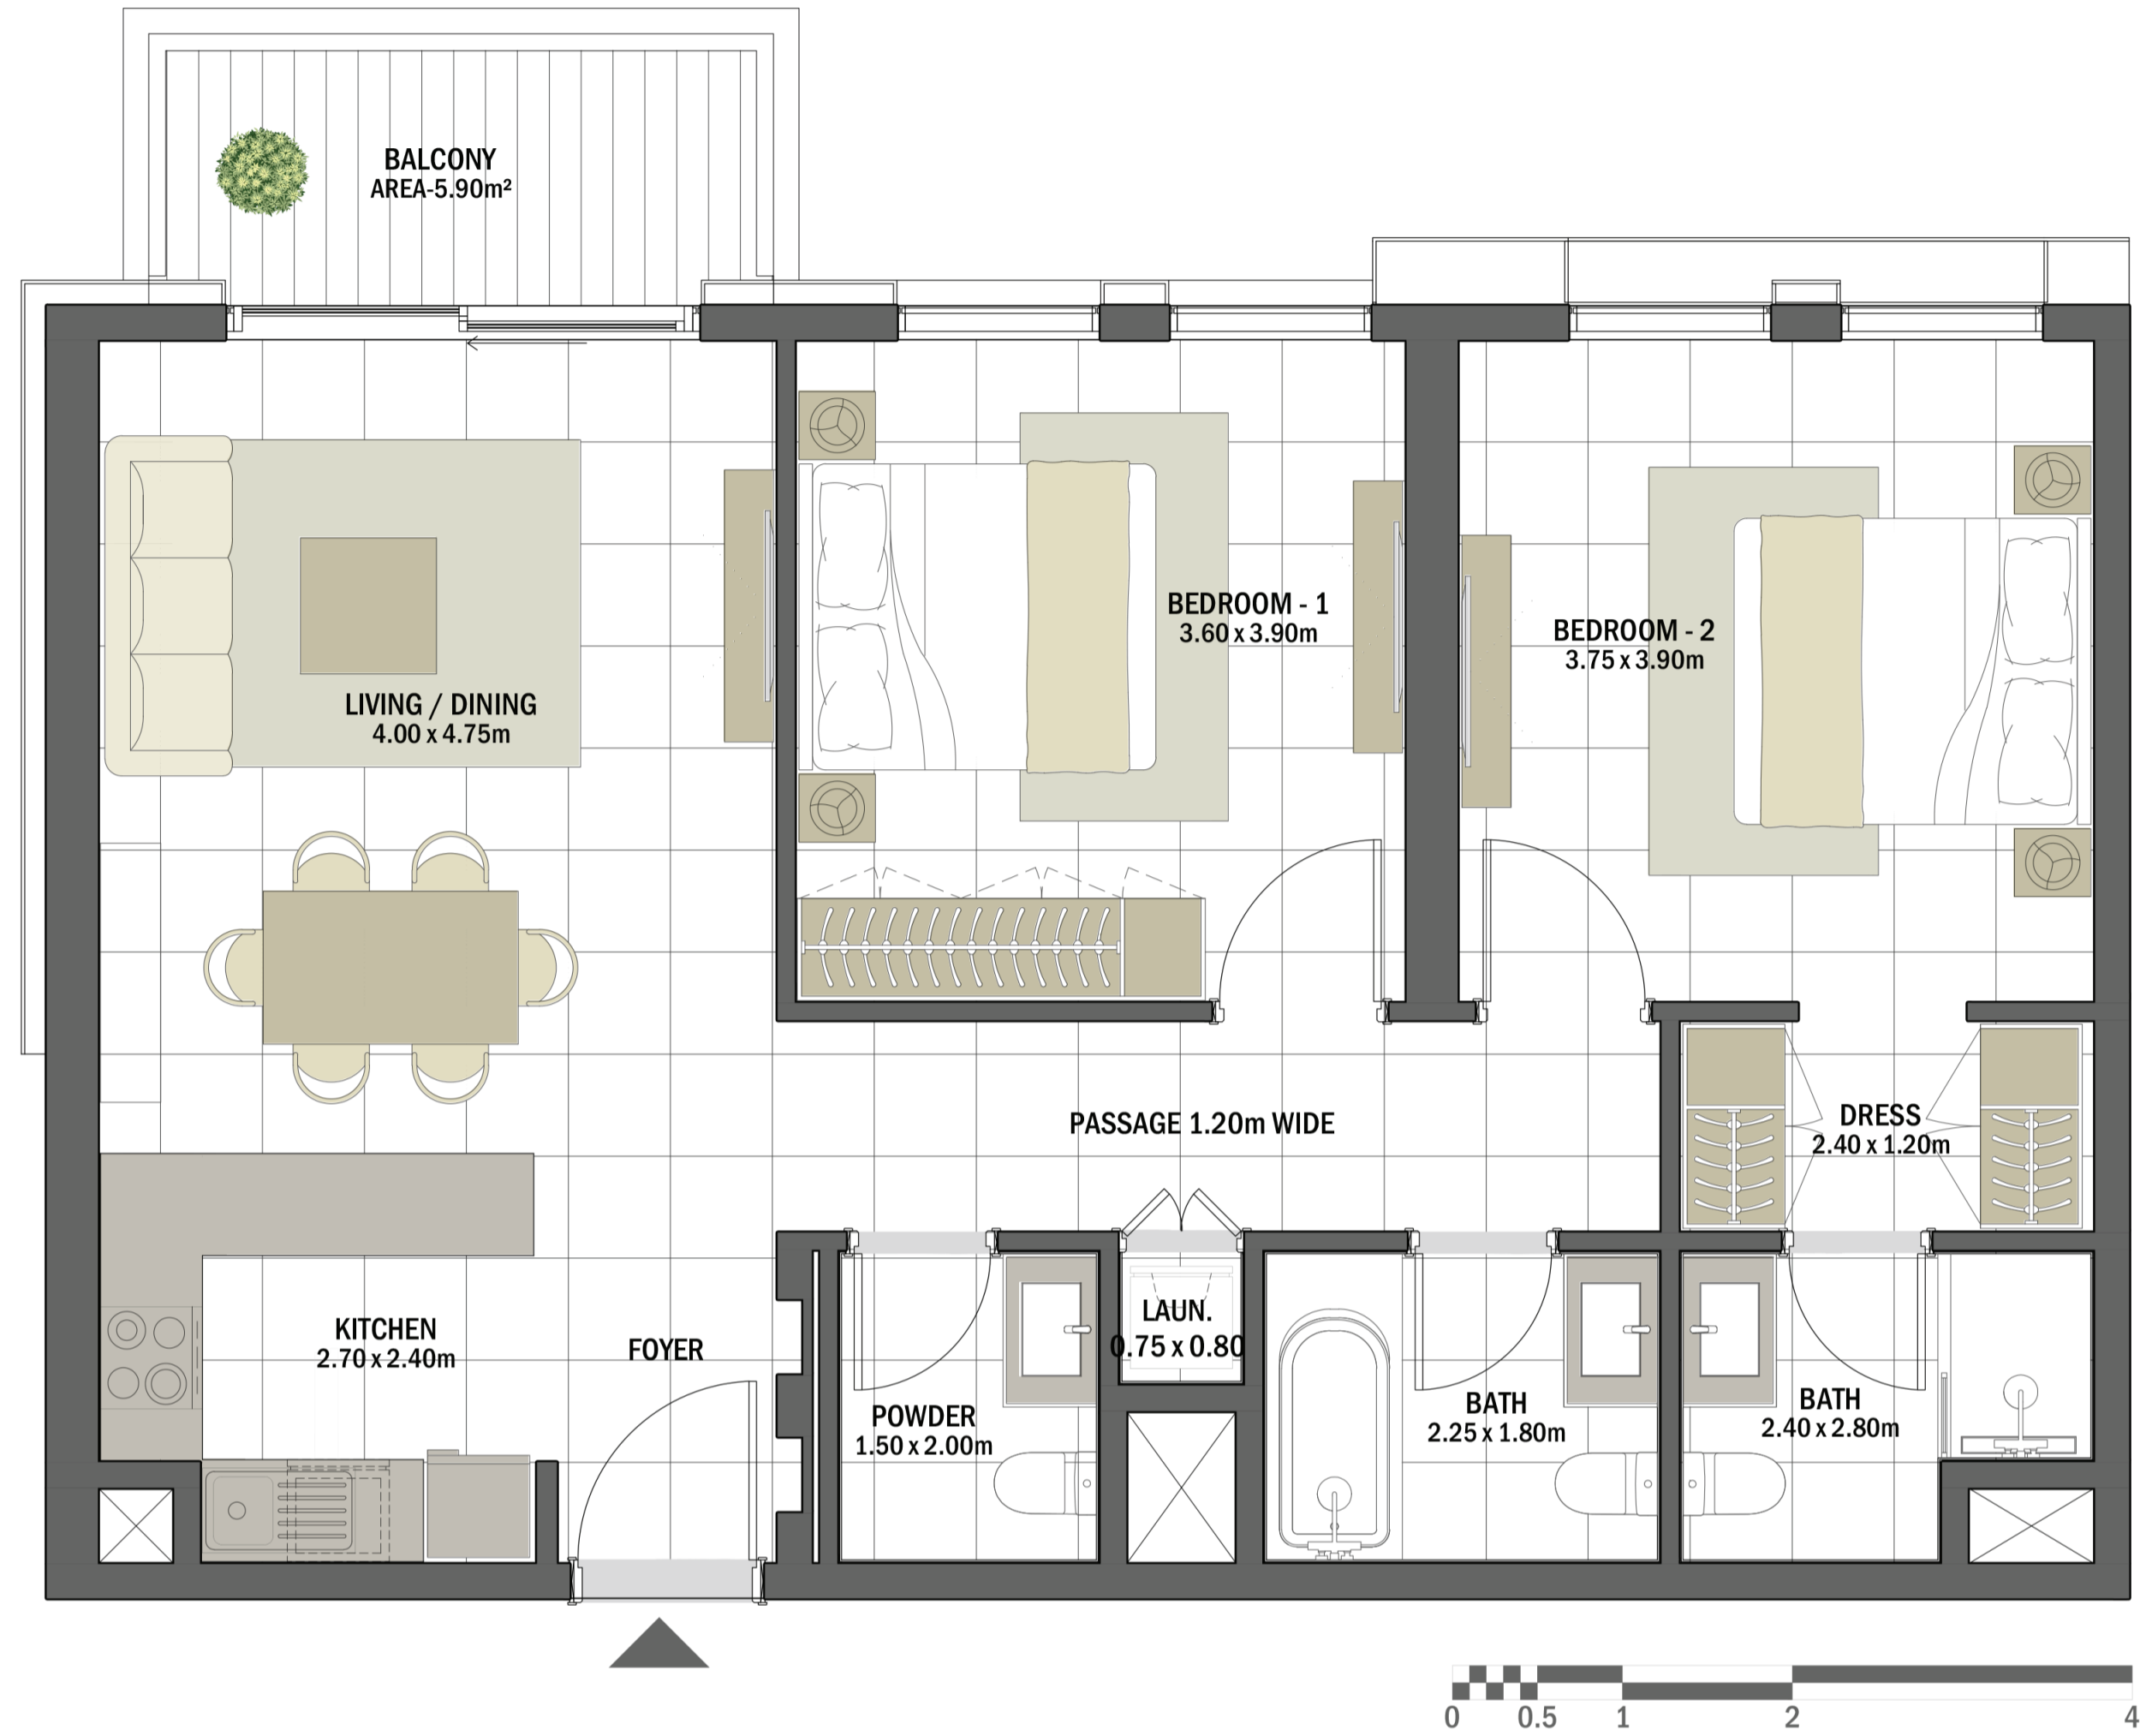 BALCONY
AREA-5.90m²
BEDROOM - 1
3.60 x 3.90m
BEDROOM - 2
3.75 x 3.90m
LIVING / DINING
4.00 x 4.75m
PASSAGE 1.20m WIDE
DRESS
2.40 x 1.20m
KITCHEN
2.70 x 2.40m
FOYER
LAUN.
0.75 x 0.80
POWDER
1.50 x 2.00m
BATH
2.25 x 1.80m
BATH
2.40 x 2.80m
0 0.5 1 2 4